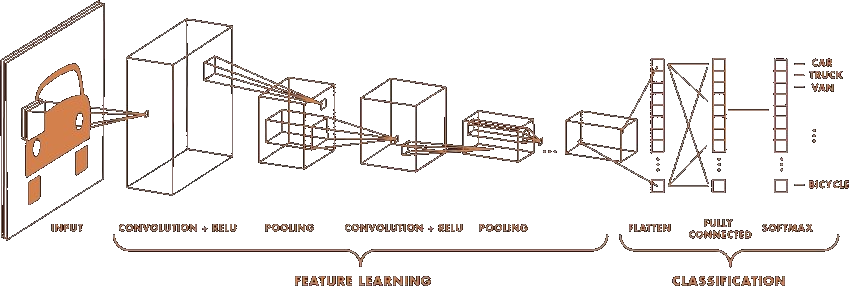 CAR
TRUCK
VAN
BICYCLE
INPUT
CONVOLUTION + RELU
POOLING
CONVOLUTION + RELU
POOLING
FLATTEN
FULLY
CONNECTED
SOFTMAX
FEATURE LEARNING
CLASSIFICATION